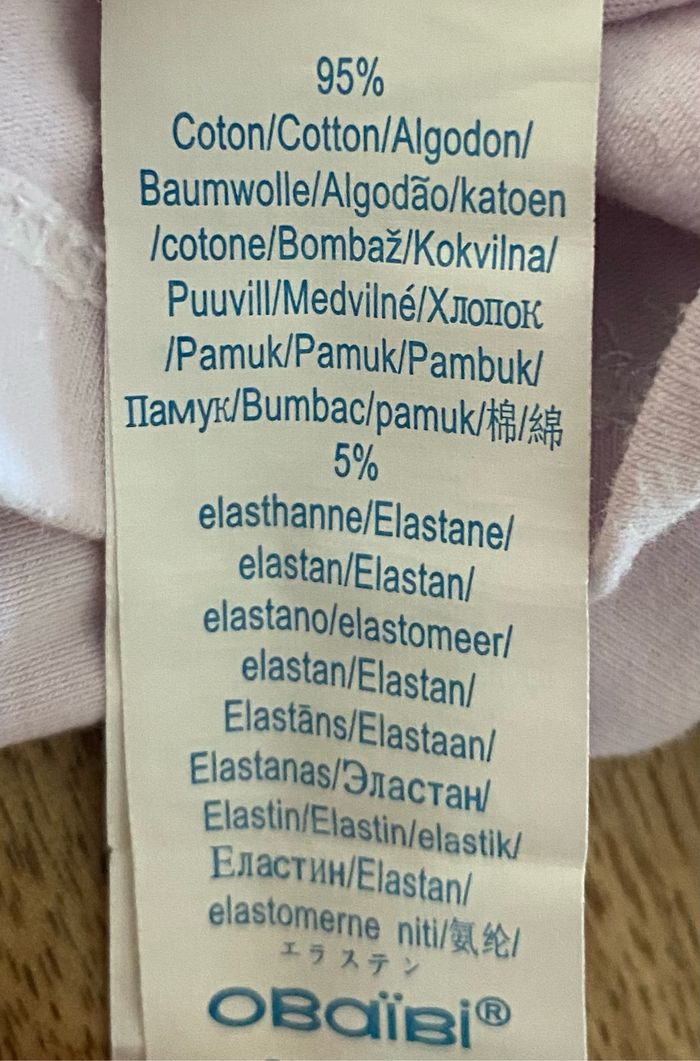 95%
Coton/Cotton/Algodon/
Baumwolle/Algodão/katoen
/cotone/Bombaž/Kokvilna/
Puuvill/Medvilné/Хлопок
/Pamuk/Pamuk/Pambuk/
Памук/Bumbac/pamuk/棉/綿
5%
elasthanne/Elastane/
elastan/Elastan/
elastano/elastomeer/
elastan/Elastan/
Elastāns/Elastaan/
Elastanas/Эластан/
Elastin/Elastin/elastik/
Еластин/Elastan/
elastomerne niti/氨纶/
エラステン
OBaïBi®